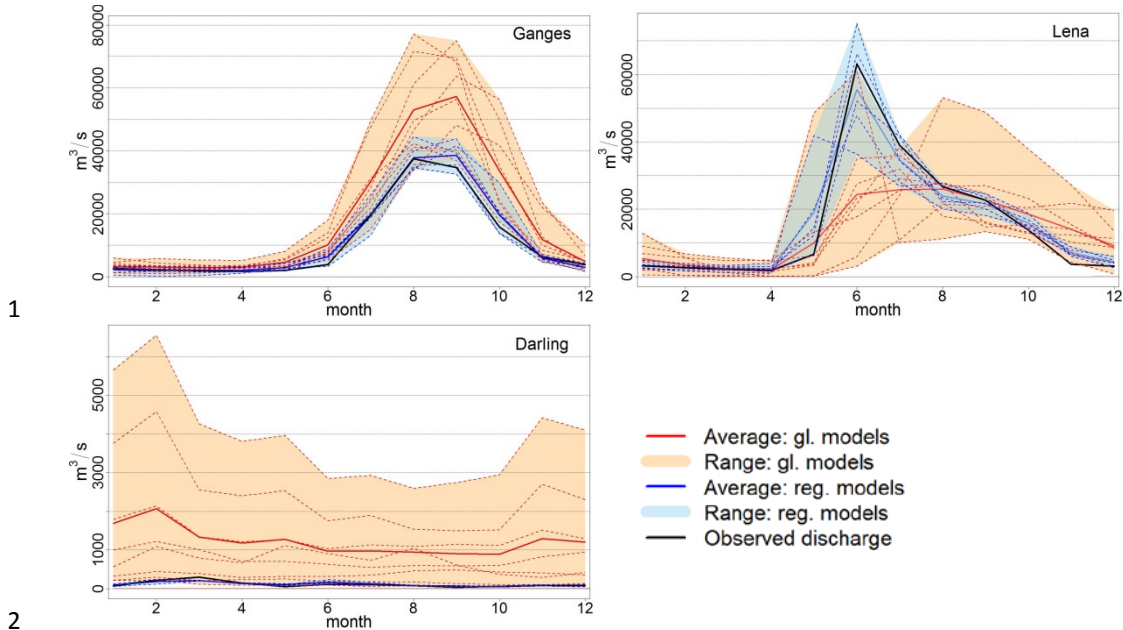 Ganges
80000
60000
40000
20000
0
m³/s
2 4 6 8 10 12
month
Lena
60000
40000
20000
0
m³/s
2 4 6 8 10 12
month
1
Darling
5000
3000
1000
0
m³/s
2 4 6 8 10 12
month
Average: gl. models
Range: gl. models
Average: reg. models
Range: reg. models
Observed discharge
2